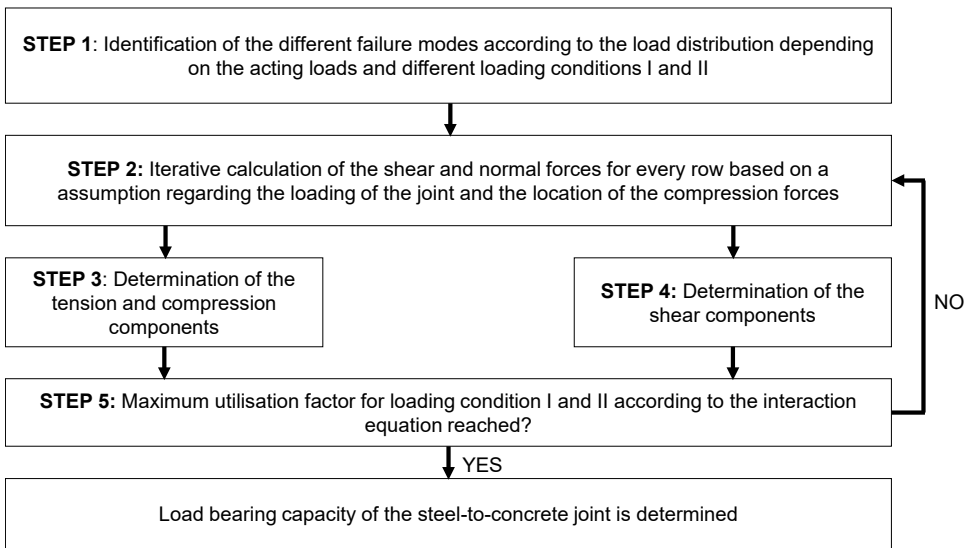 STEP 1: Identification of the different failure modes according to the load distribution depending
on the acting loads and different loading conditions I and II
STEP 2: Iterative calculation of the shear and normal forces for every row based on a
assumption regarding the loading of the joint and the location of the compression forces
STEP 3: Determination of the
tension and compression
components
STEP 4: Determination of the
shear components
NO
STEP 5: Maximum utilisation factor for loading condition I and II according to the interaction
equation reached?
YES
Load bearing capacity of the steel-to-concrete joint is determined